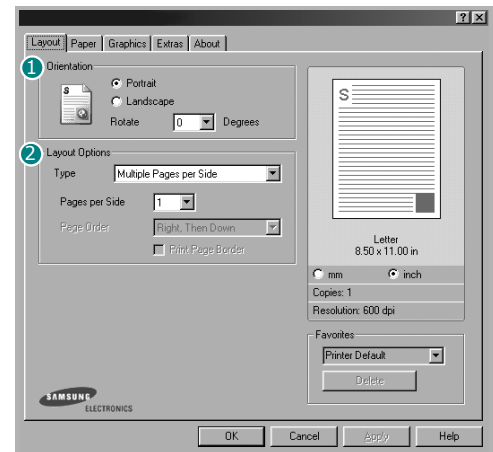 ? X
Layout Paper Graphics Extras About
1 Orientation
Portrait
Landscape
Rotate 0 Degrees
2 Layout Options
Type Multiple Pages per Side
Pages per Side 1
Page Order Right, Then Down
Print Page Border
S
S
Letter
8.50 x 11.00 in
mm inch
Copies: 1
Resolution: 600 dpi
Favorites
Printer Default
Delete
SAMSUNG
ELECTRONICS
OK Cancel Apply Help